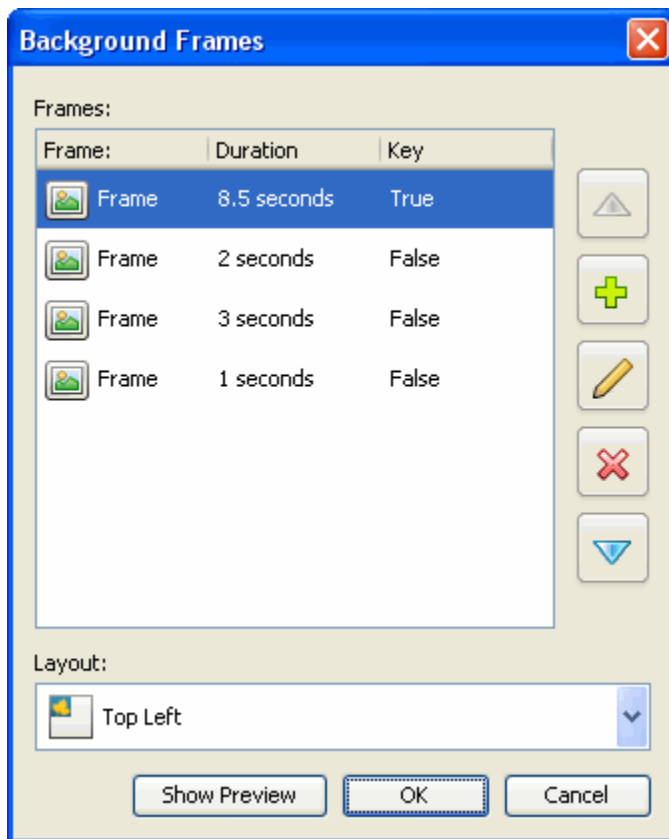 Background Frames
Frames:
Frame: Duration Key
Frame 8.5 seconds True
Frame 2 seconds False
Frame 3 seconds False
Frame 1 seconds False
Layout:
Top Left
Show Preview OK Cancel